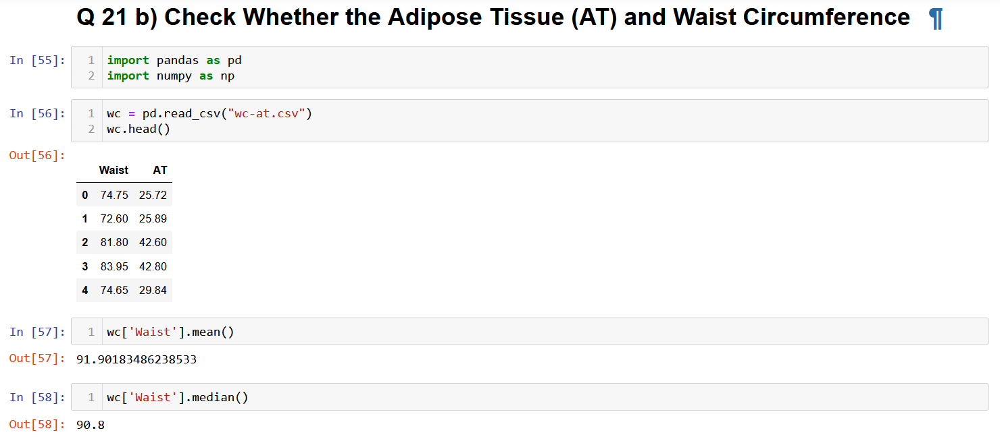 Q 21 b) Check Whether the Adipose Tissue (AT) and Waist Circumference ¶
In [55]:
1 import pandas as pd
2 import numpy as np
In [56]:
1 wc = pd.read_csv("wc-at.csv")
2 wc.head()
Out[56]:
Waist AT
0 74.75 25.72
1 72.60 25.89
2 81.80 42.60
3 83.95 42.80
4 74.65 29.84
In [57]: 1 wc['Waist'].mean()
Out[57]: 91.90183486238533
In [58]: 1 wc['Waist'].median()
Out[58]: 90.8